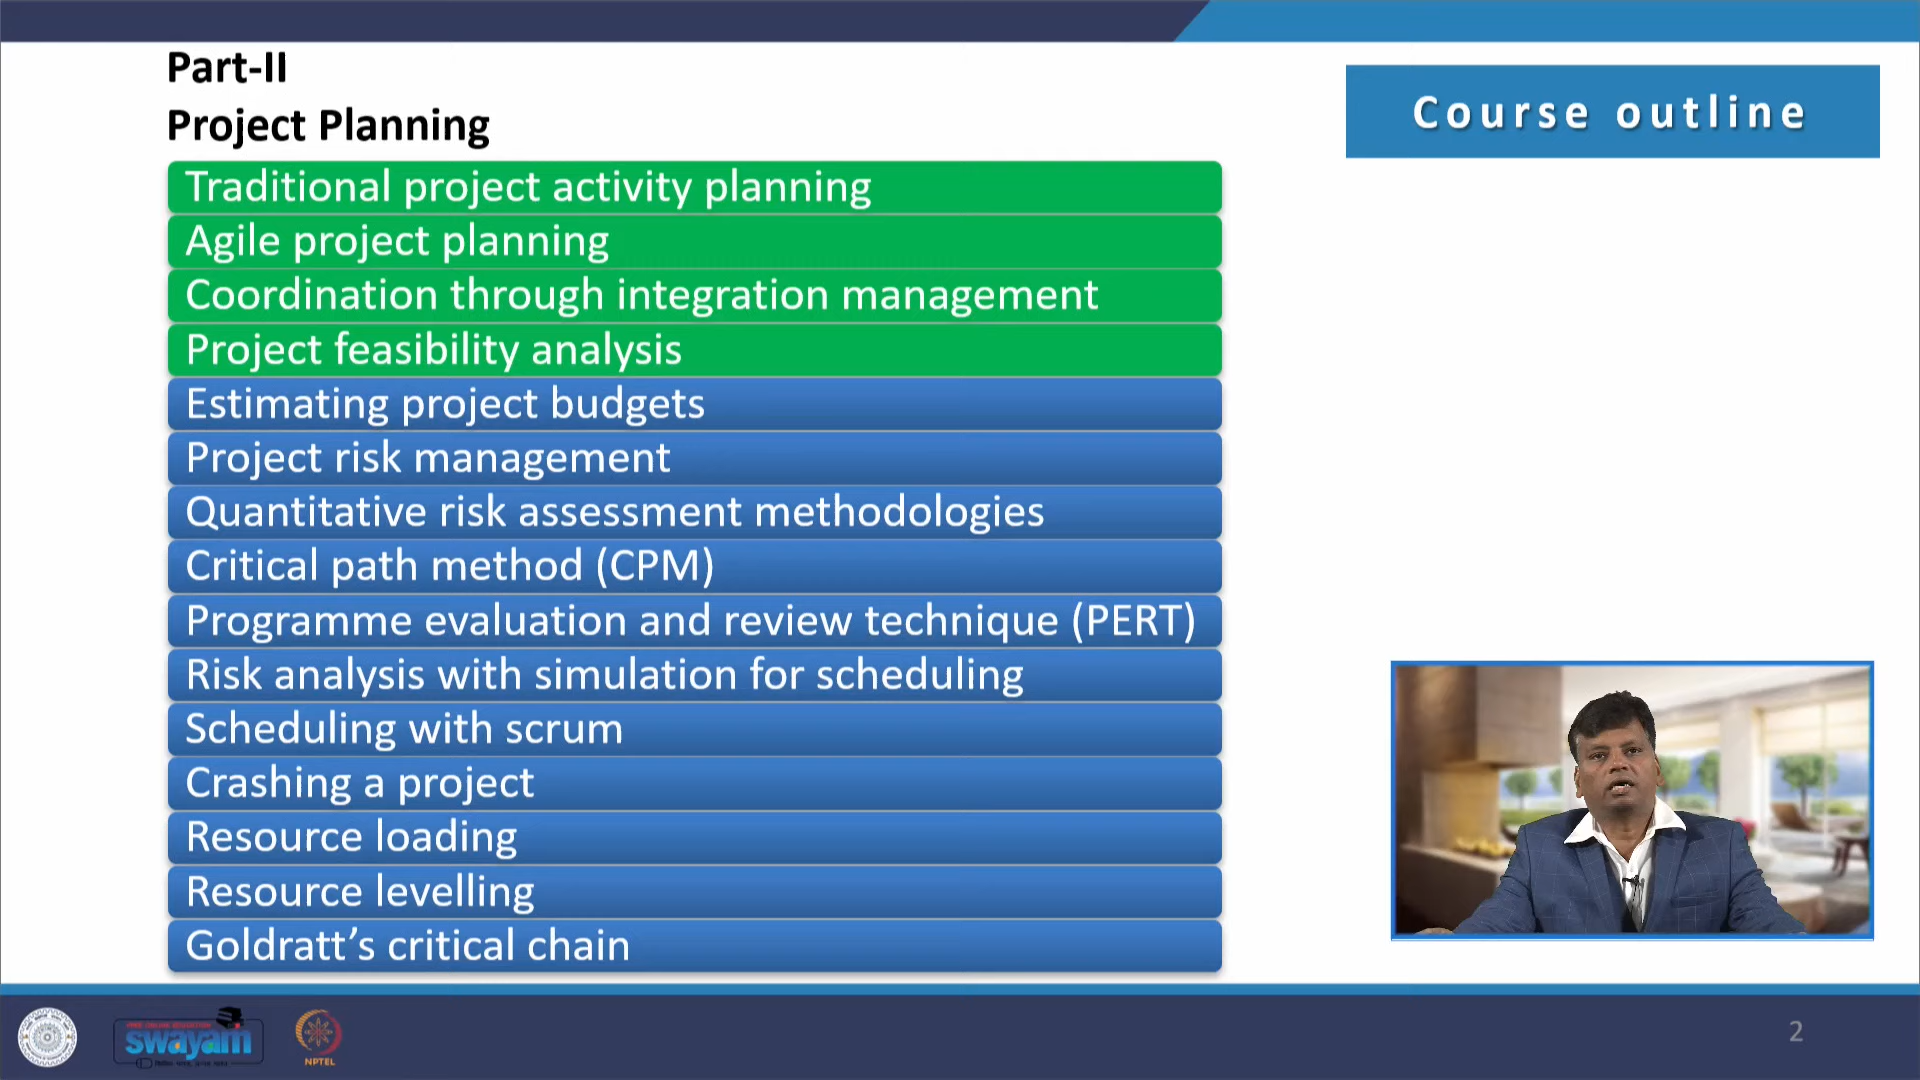 Part-II
Project Planning
Course outline
Traditional project activity planning
Agile project planning
Coordination through integration management
Project feasibility analysis
Estimating project budgets
Project risk management
Quantitative risk assessment methodologies
Critical path method (CPM)
Programme evaluation and review technique (PERT)
Risk analysis with simulation for scheduling
Scheduling with scrum
Crashing a project
Resource loading
Resource levelling
Goldratt’s critical chain
FREE ONLINE EDUCATION
swayam
NPTEL
2